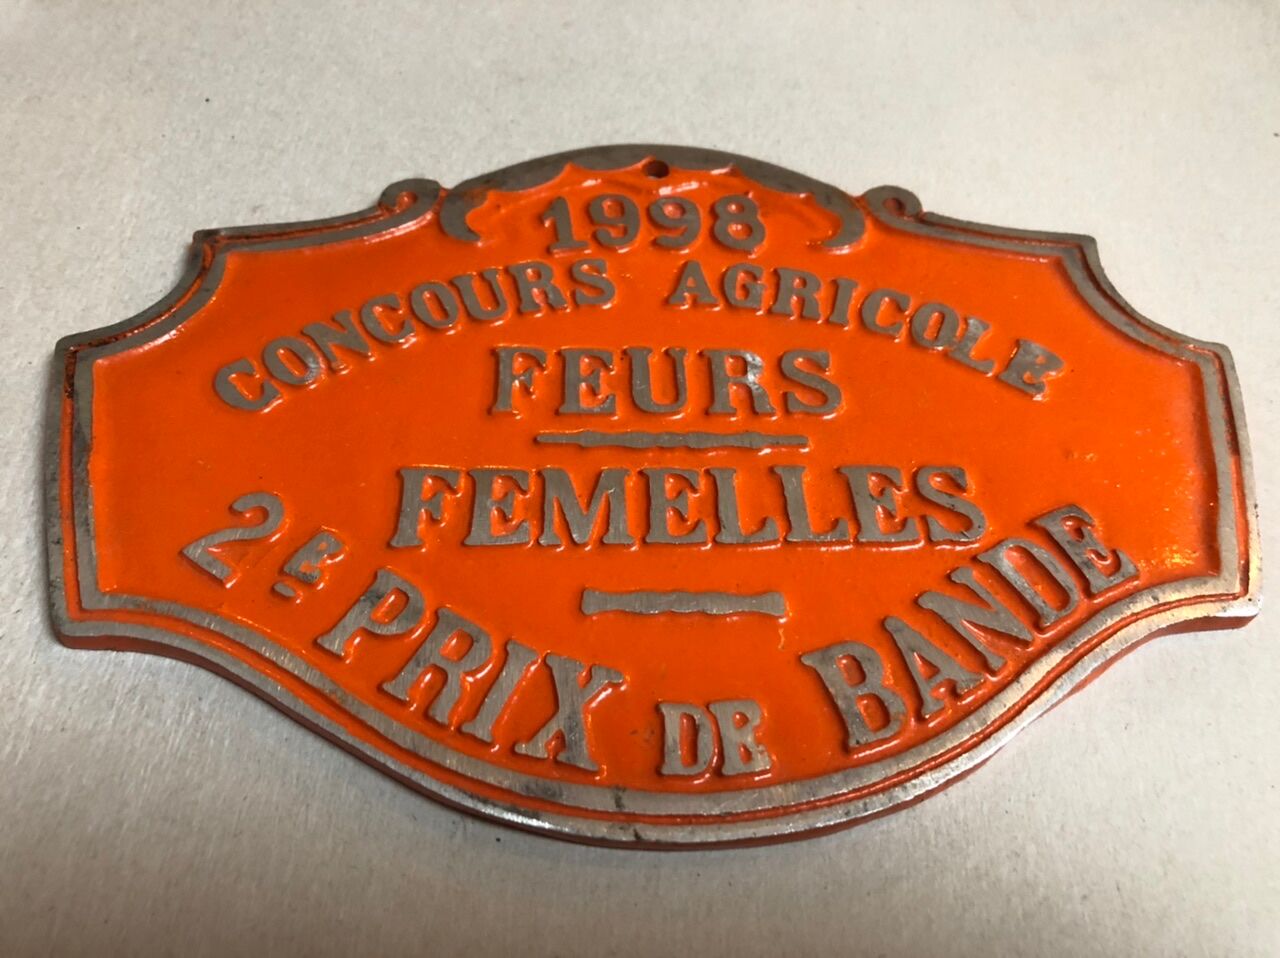 1998
CONCOURS AGRICOLE
FEURS
FEMELLES
2E PRIX DE BANDE